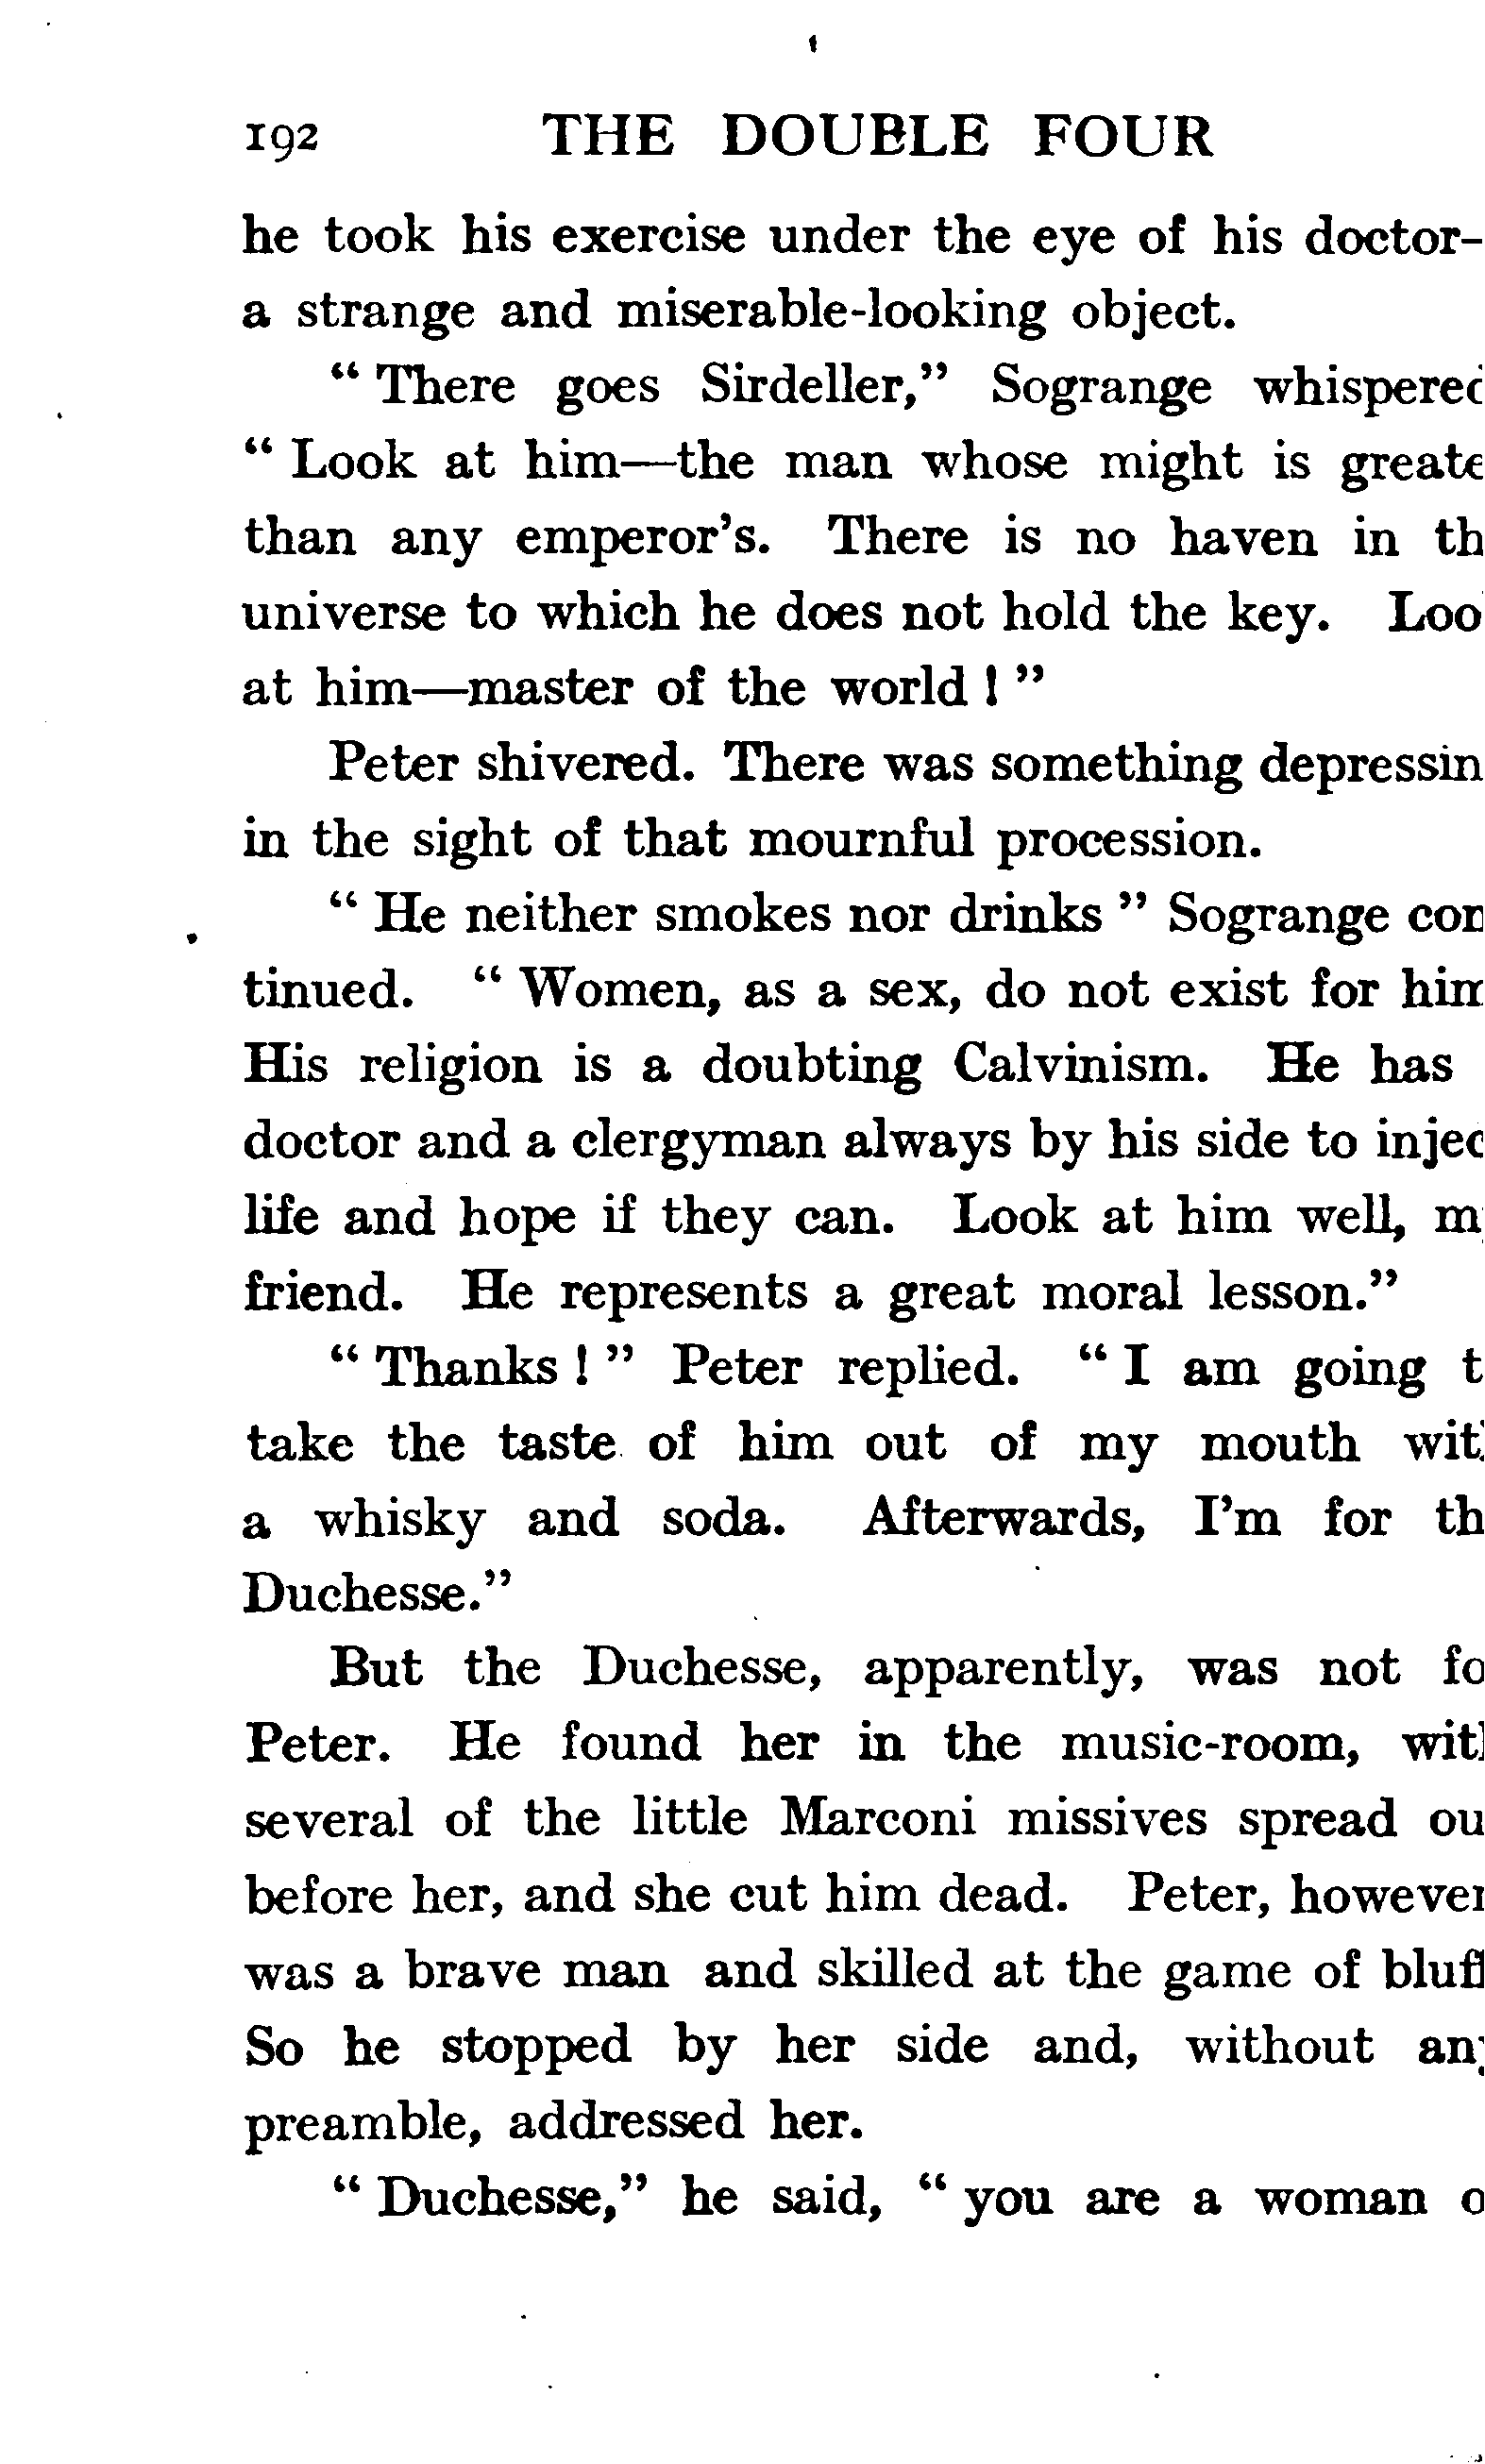 192 THE DOUBLE FOUR
he took his exercise under the eye of his doctor-
a strange and miserable-looking object.
“ There goes Sirdeller,” Sogrange whispered
“ Look at him—the man whose might is greate
than any emperor’s. There is no haven in th
universe to which he does not hold the key. Loo
at him—master of the world ! ”
Peter shivered. There was something depressin
in the sight of that mournful procession.
“ He neither smokes nor drinks ” Sogrange con
tinued. “ Women, as a sex, do not exist for him
His religion is a doubting Calvinism. He has
doctor and a clergyman always by his side to injec
life and hope if they can. Look at him well, m
friend. He represents a great moral lesson.”
“ Thanks ! ” Peter replied. “ I am going t
take the taste of him out of my mouth wit
a whisky and soda. Afterwards, I’m for th
Duchesse.”
But the Duchesse, apparently, was not fo
Peter. He found her in the music-room, wit
several of the little Marconi missives spread ou
before her, and she cut him dead. Peter, however
was a brave man and skilled at the game of bluff
So he stopped by her side and, without any
preamble, addressed her.
“ Duchesse,” he said, “ you are a woman o